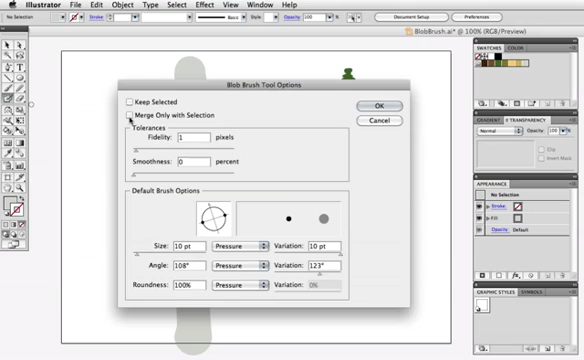 Illustrator File Edit Object Type Select Effect View Window Help
No Selection Stroke: Basic Style: Opacity: 100 % Document Setup Preferences
BlobBrush.ai* @ 100% (RGB/Preview)
Blob Brush Tool Options
Keep Selected
Merge Only with Selection
OK
Cancel
Tolerances
Fidelity: 1 pixels
Smoothness: 0 percent
Default Brush Options
Size: 10 pt Pressure Variation: 10 pt
Angle: 108° Pressure Variation: 123°
Roundness: 100% Pressure Variation: 0%
SWATCHES COLOR
GRADIENT TRANSPARENCY
Normal Opacity: 100 %
Clip
Invert Mask
APPEARANCE
No Selection
Stroke:
Fill:
Opacity: Default
GRAPHIC STYLES SYMBOLS